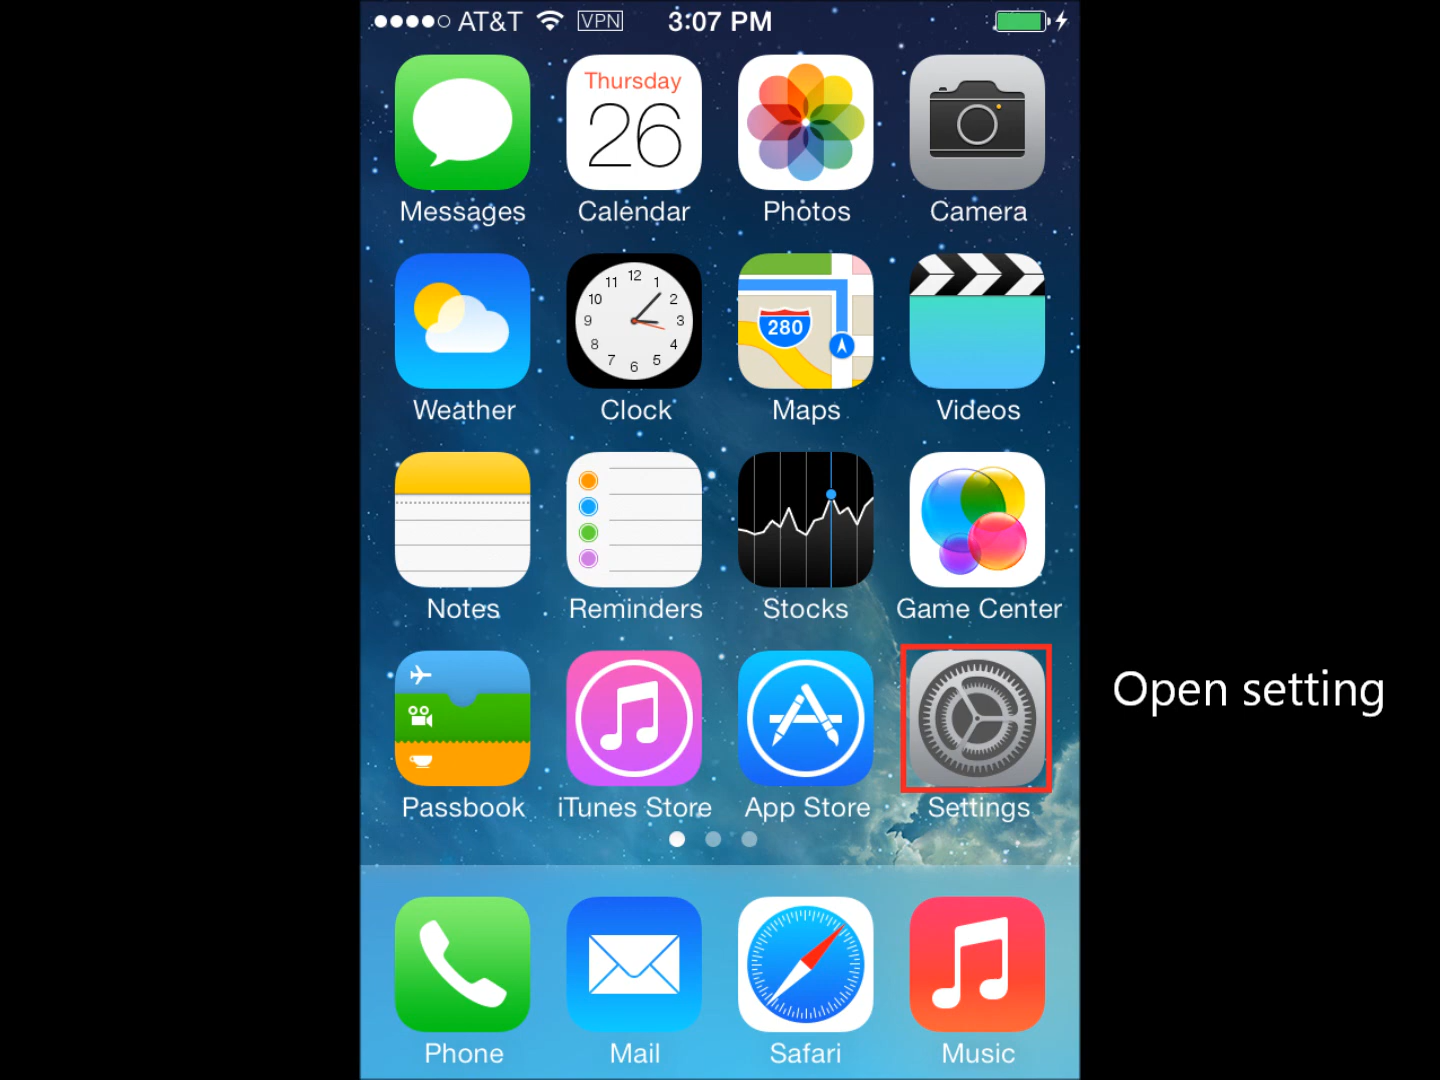 AT&T VPN 3:07 PM
Thursday
26
Messages Calendar Photos Camera
12
11 1
10 2
9 3
8 4
7 5
6
280
Weather Clock Maps Videos
Notes Reminders Stocks Game Center
Passbook iTunes Store App Store Settings
Open setting
Phone Mail Safari Music